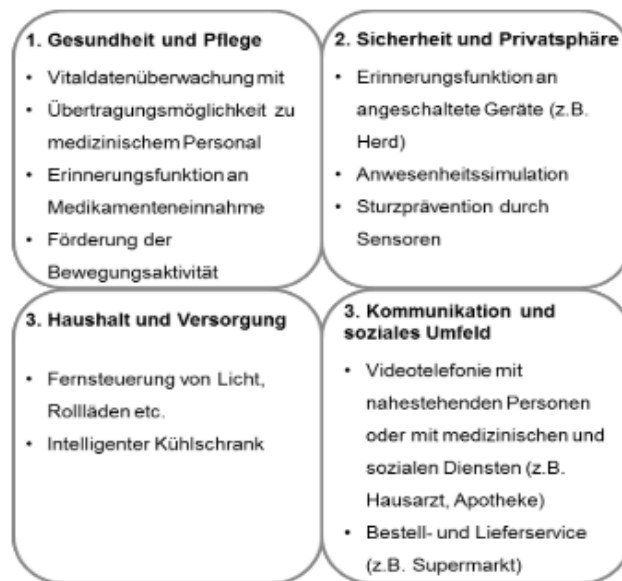 1. Gesundheit und Pflege
• Vitaldatenüberwachung mit
• Übertragungsmöglichkeit zu
medizinischem Personal
• Erinnerungsfunktion an
Medikamenteneinnahme
• Förderung der
Bewegungsaktivität
2. Sicherheit und Privatsphäre
• Erinnerungsfunktion an
angeschaltete Geräte (z.B.
Herd)
• Anwesenheitssimulation
• Sturzprävention durch
Sensoren
3. Haushalt und Versorgung
• Fernsteuerung von Licht,
Rollläden etc.
• Intelligenter Kühlschrank
3. Kommunikation und
soziales Umfeld
• Videotelefonie mit
nahestehenden Personen
oder mit medizinischen und
sozialen Diensten (z.B.
Hausarzt, Apotheke)
• Bestell- und Lieferservice
(z.B. Supermarkt)